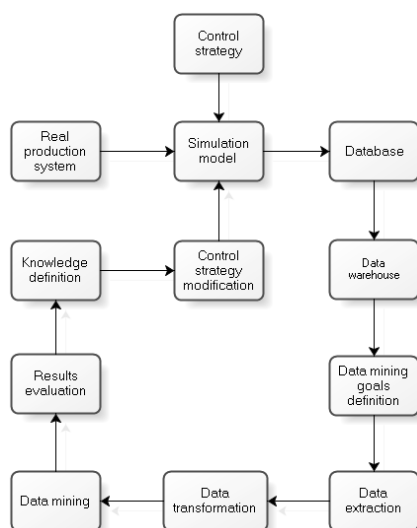 Control
strategy
Real
production
system
Simulation
model
Database
Knowledge
definition
Control
strategy
modification
Data
warehouse
Results
evaluation
Data mining
goals
definition
Data mining
Data
transformation
Data
extraction